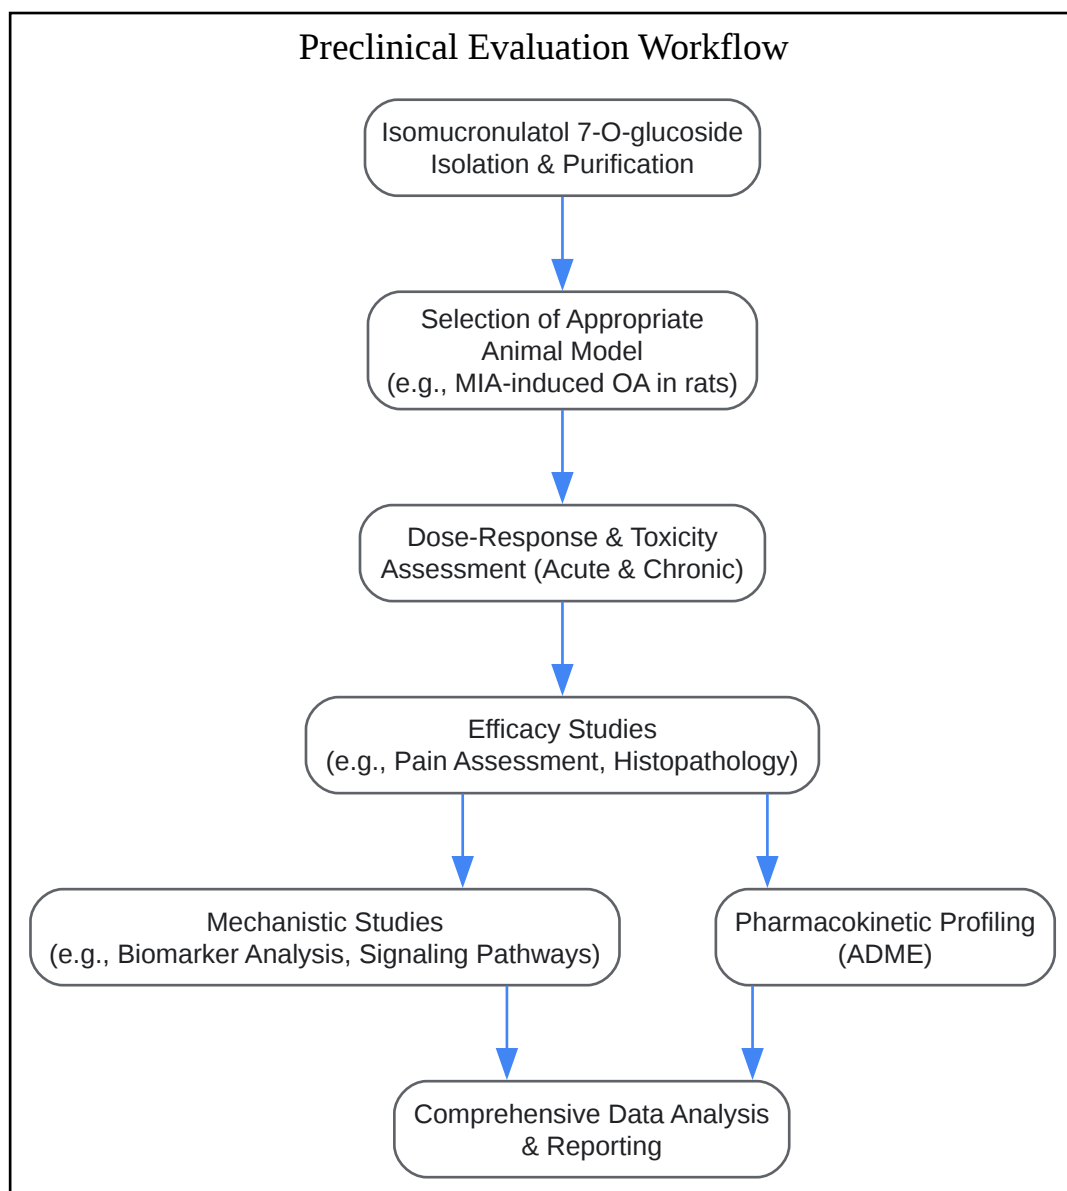 Preclinical Evaluation Workflow
Isomucronulatol 7-O-glucoside
Isolation & Purification
Selection of Appropriate
Animal Model
(e.g., MIA-induced OA in rats)
Dose-Response & Toxicity
Assessment (Acute & Chronic)
Efficacy Studies
(e.g., Pain Assessment, Histopathology)
Mechanistic Studies
(e.g., Biomarker Analysis, Signaling Pathways)
Pharmacokinetic Profiling
(ADME)
Comprehensive Data Analysis
& Reporting